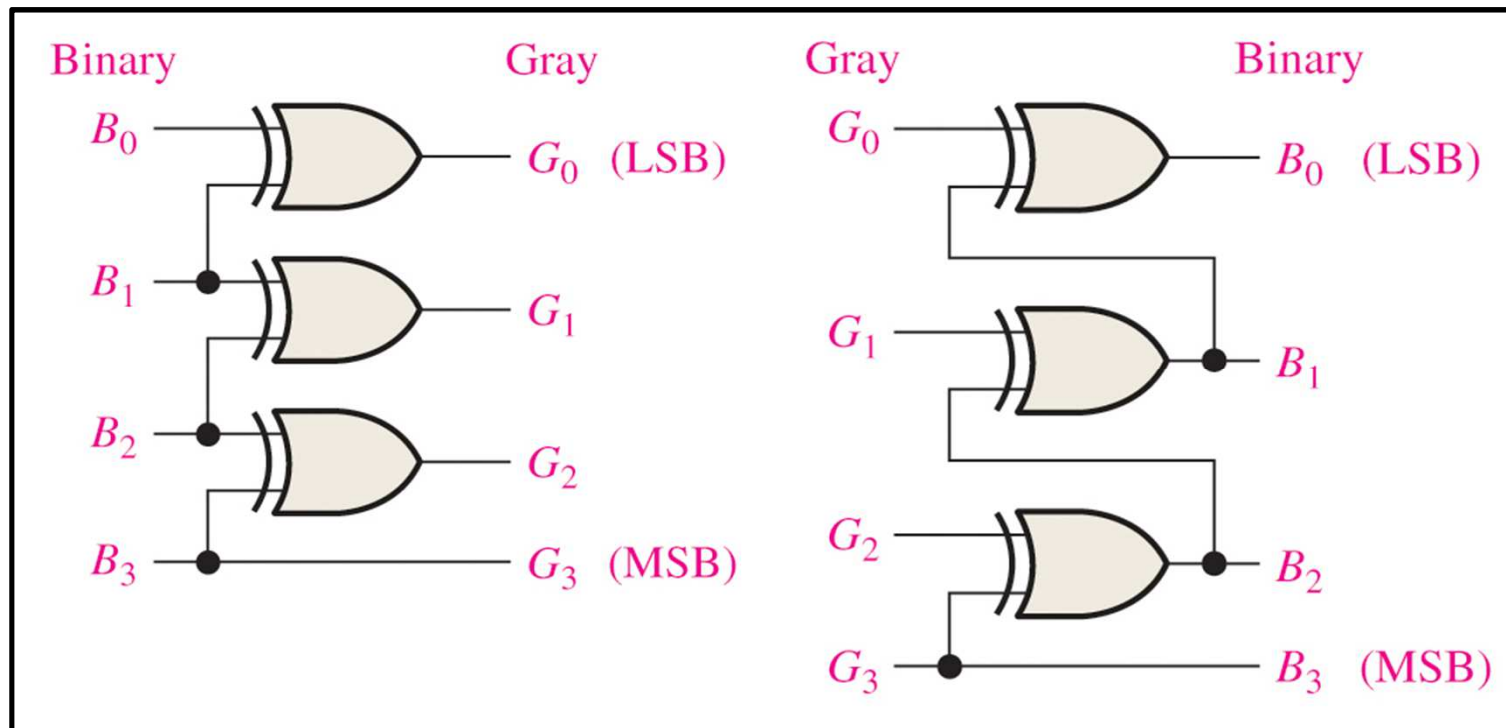 Binary Gray
B0 G0 (LSB)
B1 G1
B2 G2
B3 G3 (MSB)
Gray Binary
G0 B0 (LSB)
G1 B1
G2 B2
G3 B3 (MSB)